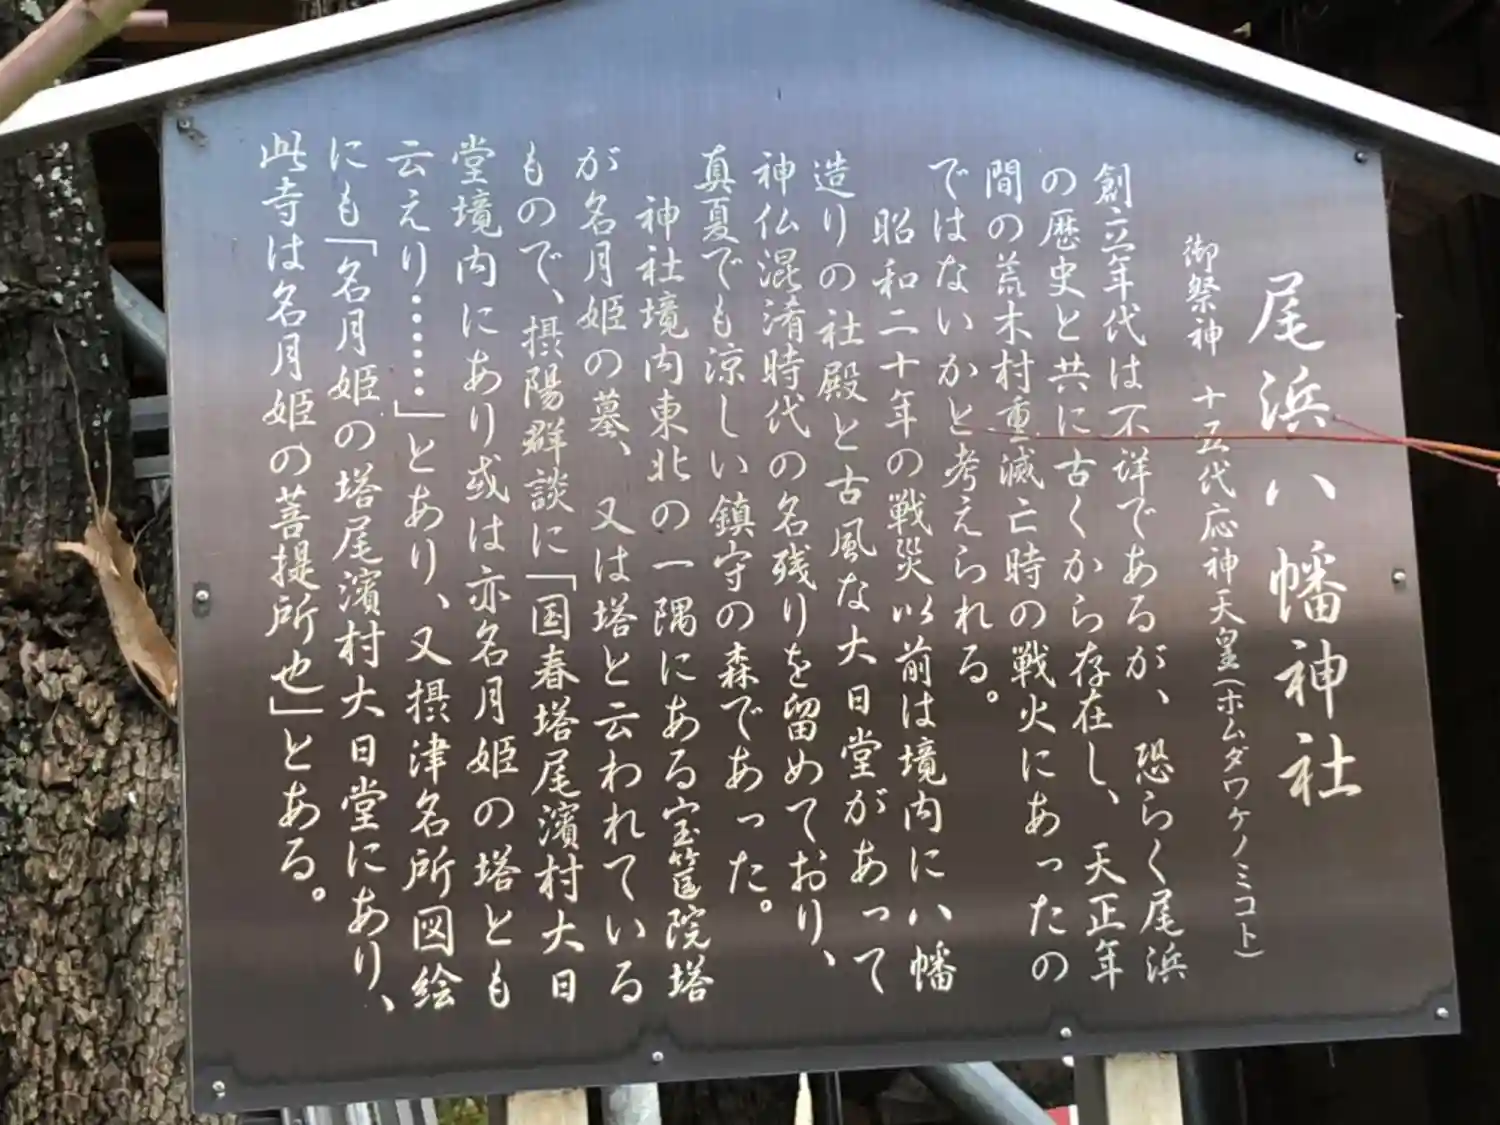 尾浜八幡神社
御祭神 十五代応神天皇(ホムダワケノミコト)
創立年代は不詳であるが、恐らく尾浜
の歴史と共に古くから存在し、天正年
間の荒木村重滅亡時の戦火にあったの
ではないかと考えられる。
昭和二十年の戦災以前は境内に八幡
造りの社殿と古風な大日堂があって
神仏混淆時代の名残りを留めており、
真夏でも涼しい鎮守の森であった。
神社境内東北の一隅にある宝筐院塔
が名月姫の墓、又は塔と云われている
もので、摂陽群談に「国春塔尾濱村大日
堂境内にあり或は亦名月姫の塔とも
云えり……」とあり、又摂津名所図絵
にも「名月姫の塔尾濱村大日堂にあり、
此寺は名月姫の菩提所也」とある。